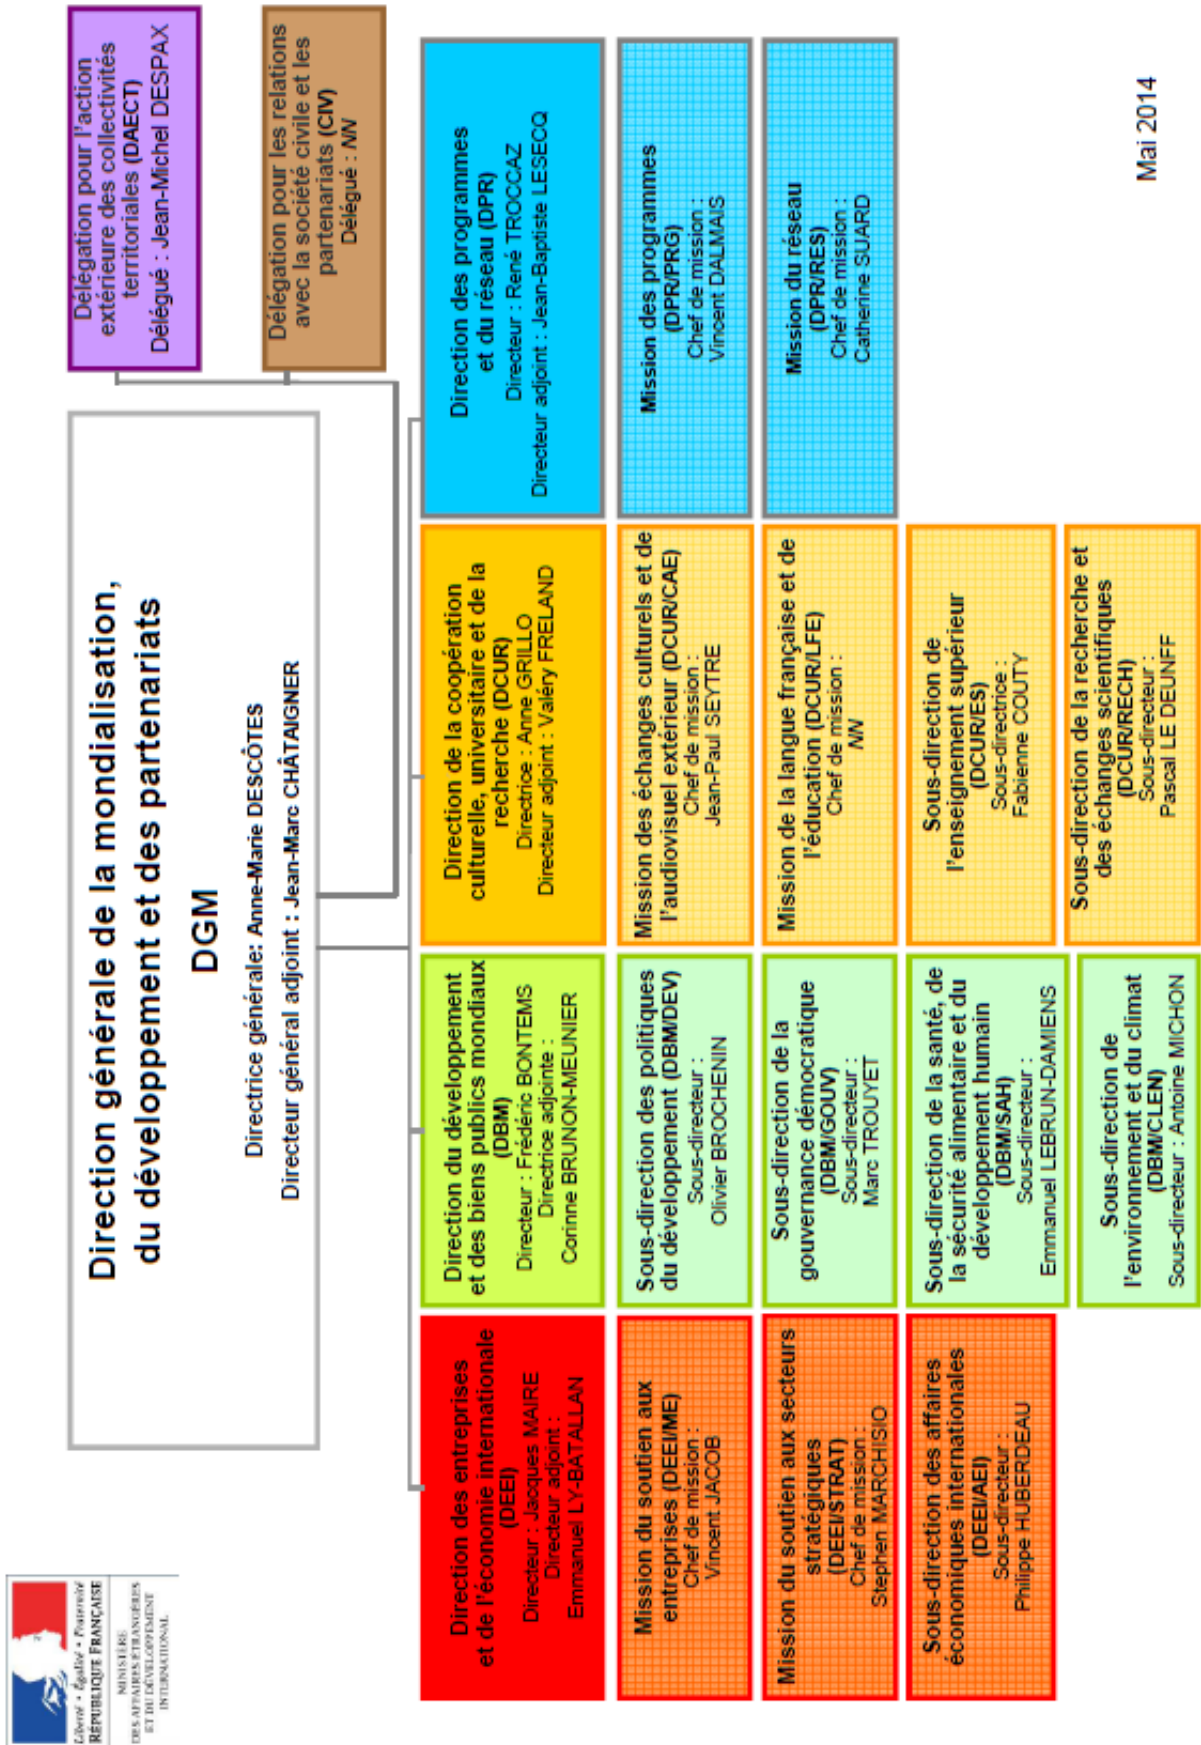 Liberté • Égalité • Fraternité
RÉPUBLIQUE FRANÇAISE
MINISTÈRE
DES AFFAIRES ÉTRANGÈRES
ET DU DÉVELOPPEMENT
INTERNATIONAL
Direction générale de la mondialisation,
du développement et des partenariats
DGM
Directrice générale: Anne-Marie DESCÔTES
Directeur général adjoint : Jean-Marc CHÂTAIGNER
Délégation pour l'action
extérieure des collectivités
territoriales (DAECT)
Délégué : Jean-Michel DESPAX
Délégation pour les relations
avec la société civile et les
partenariats (CIV)
Délégué : NN
Direction des entreprises
et de l'économie internationale
(DEEI)
Directeur : Jacques MAIRE
Directeur adjoint :
Emmanuel LY-BATALLAN
Mission du soutien aux
entreprises (DEEI/ME)
Chef de mission :
Vincent JACOB
Mission du soutien aux secteurs
stratégiques
(DEEI/STRAT)
Chef de mission :
Stephen MARCHISIO
Sous-direction des affaires
économiques internationales
(DEEI/AEI)
Sous-directeur :
Philippe HUBERDEAU
Direction du développement
et des biens publics mondiaux
(DBM)
Directeur : Frédéric BONTEMS
Directrice adjointe :
Corinne BRUNON-MEUNIER
Sous-direction des politiques
du développement (DBM/DEV)
Sous-directeur :
Olivier BROCHENIN
Sous-direction de la
gouvernance démocratique
(DBM/GOUV)
Sous-directeur :
Marc TROUYET
Sous-direction de la santé, de
la sécurité alimentaire et du
développement humain
(DBM/SAH)
Sous-directeur :
Emmanuel LEBRUN-DAMIENS
Sous-direction de
l'environnement et du climat
(DBM/CLEN)
Sous-directeur : Antoine MICHON
Direction de la coopération
culturelle, universitaire et de la
recherche (DCUR)
Directrice : Anne GRILLO
Directeur adjoint : Valéry FRELAND
Mission des échanges culturels et de
l'audiovisuel extérieur (DCUR/CAE)
Chef de mission :
Jean-Paul SEYTRE
Mission de la langue française et de
l'éducation (DCUR/LFE)
Chef de mission :
NN
Sous-direction de
l'enseignement supérieur
(DCUR/ES)
Sous-directrice :
Fabienne COUTY
Sous-direction de la recherche et
des échanges scientifiques
(DCUR/RECH)
Sous-directeur :
Pascal LE DEUNFF
Direction des programmes
et du réseau (DPR)
Directeur : René TROCCAZ
Directeur adjoint : Jean-Baptiste LESECQ
Mission des programmes
(DPR/PRG)
Chef de mission :
Vincent DALMAIS
Mission du réseau
(DPR/RES)
Chef de mission :
Catherine SUARD
Mai 2014